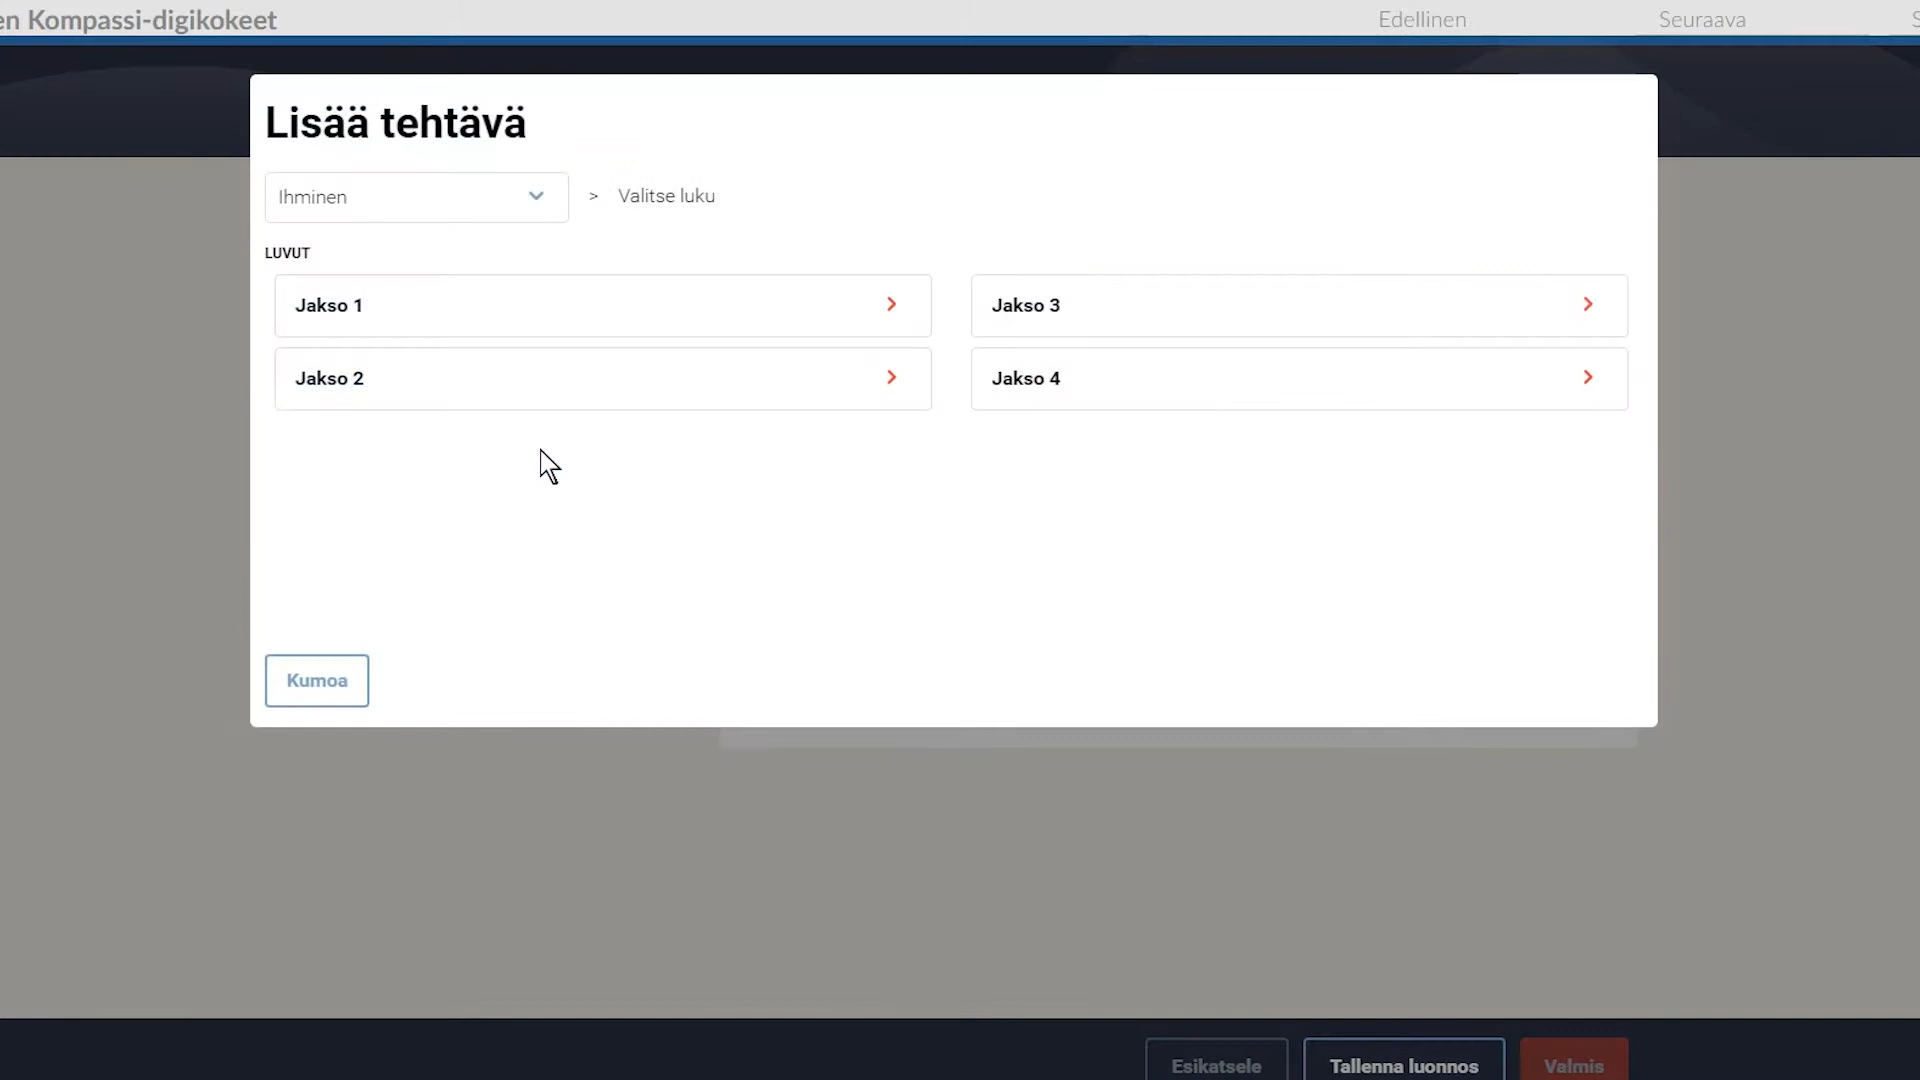 en Kompassi-digikokeet
Edellinen
Seuraava
Lisää tehtävä
Ihminen
> Valitse luku
LUVUT
Jakso 1
Jakso 3
Jakso 2
Jakso 4
Kumoa
Esikatsele
Tallenna luonnos
Valmis